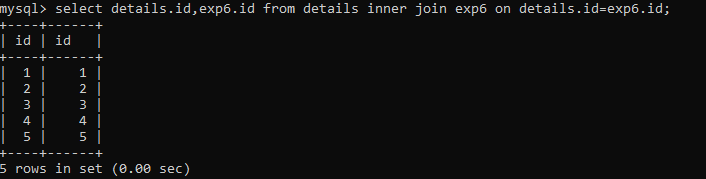 mysql> select details.id,exp6.id from details inner join exp6 on details.id=exp6.id;
+----+------+
| id | id   |
+----+------+
|  1 |    1 |
|  2 |    2 |
|  3 |    3 |
|  4 |    4 |
|  5 |    5 |
+----+------+
5 rows in set (0.00 sec)